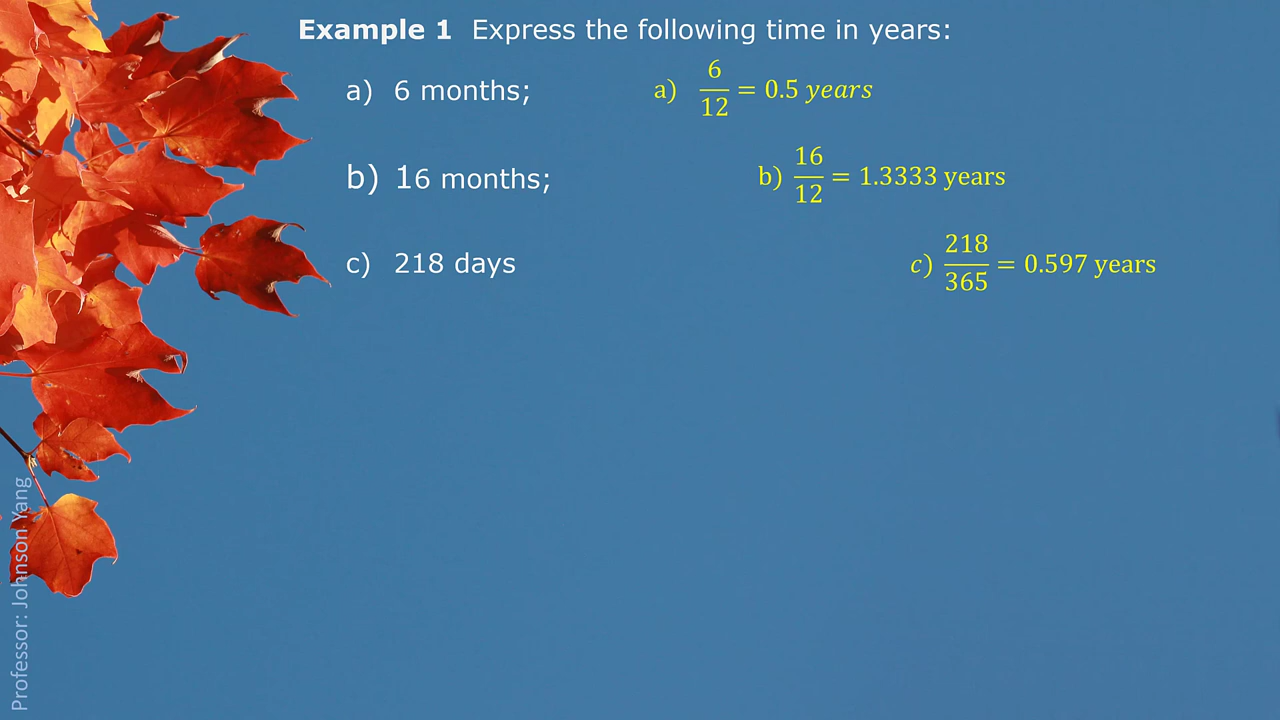 Example 1 Express the following time in years:
a) 6 months; a) 6/12 = 0.5 years
b) 16 months; b) 16/12 = 1.3333 years
c) 218 days c) 218/365 = 0.597 years
Professor: Johnson Yang